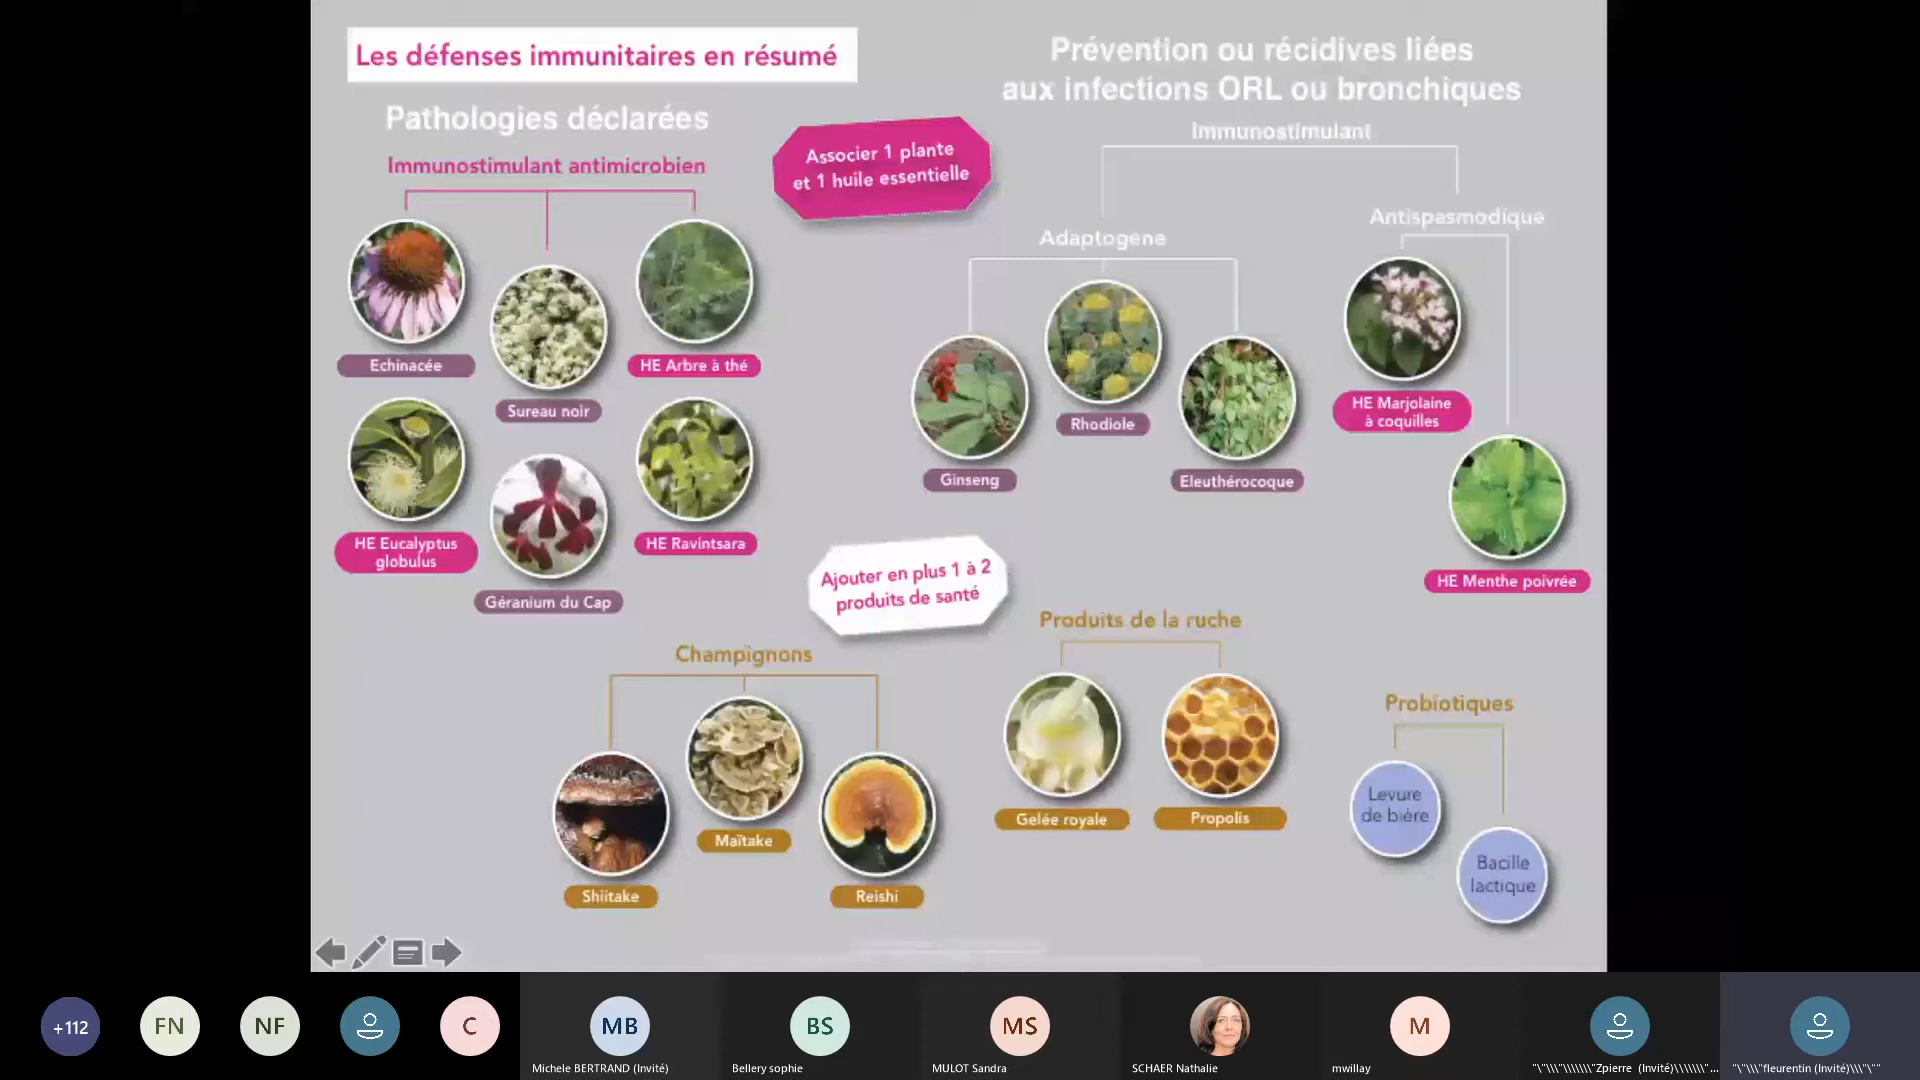 Les défenses immunitaires en résumé
Pathologies déclarées
Immunostimulant antimicrobien
Echinacée
Sureau noir
HE Arbre à thé
HE Eucalyptus
globulus
Géranium du Cap
HE Ravintsara
Associer 1 plante
et 1 huile essentielle
Prévention ou récidives liées
aux infections ORL ou bronchiques
Immunostimulant
Adaptogène
Ginseng
Rhodiole
Eleuthérocoque
Antispasmodique
HE Marjolaine
à coquilles
HE Menthe poivrée
Ajouter en plus 1 à 2
produits de santé
Champignons
Shiitake
Maïtake
Reishi
Produits de la ruche
Gelée royale
Propolis
Probiotiques
Levure
de bière
Bacille
lactique
+112
FN
NF
C
MB
Michele BERTRAND (Invité)
BS
Bellery sophie
MS
MULOT Sandra
SCHAER Nathalie
M
mwillay
"\"\\\"\\\\\\\"Zpierre (Invité)\\\\\\\"...
"\"\\\"fleurentin (Invité)\\\"\""